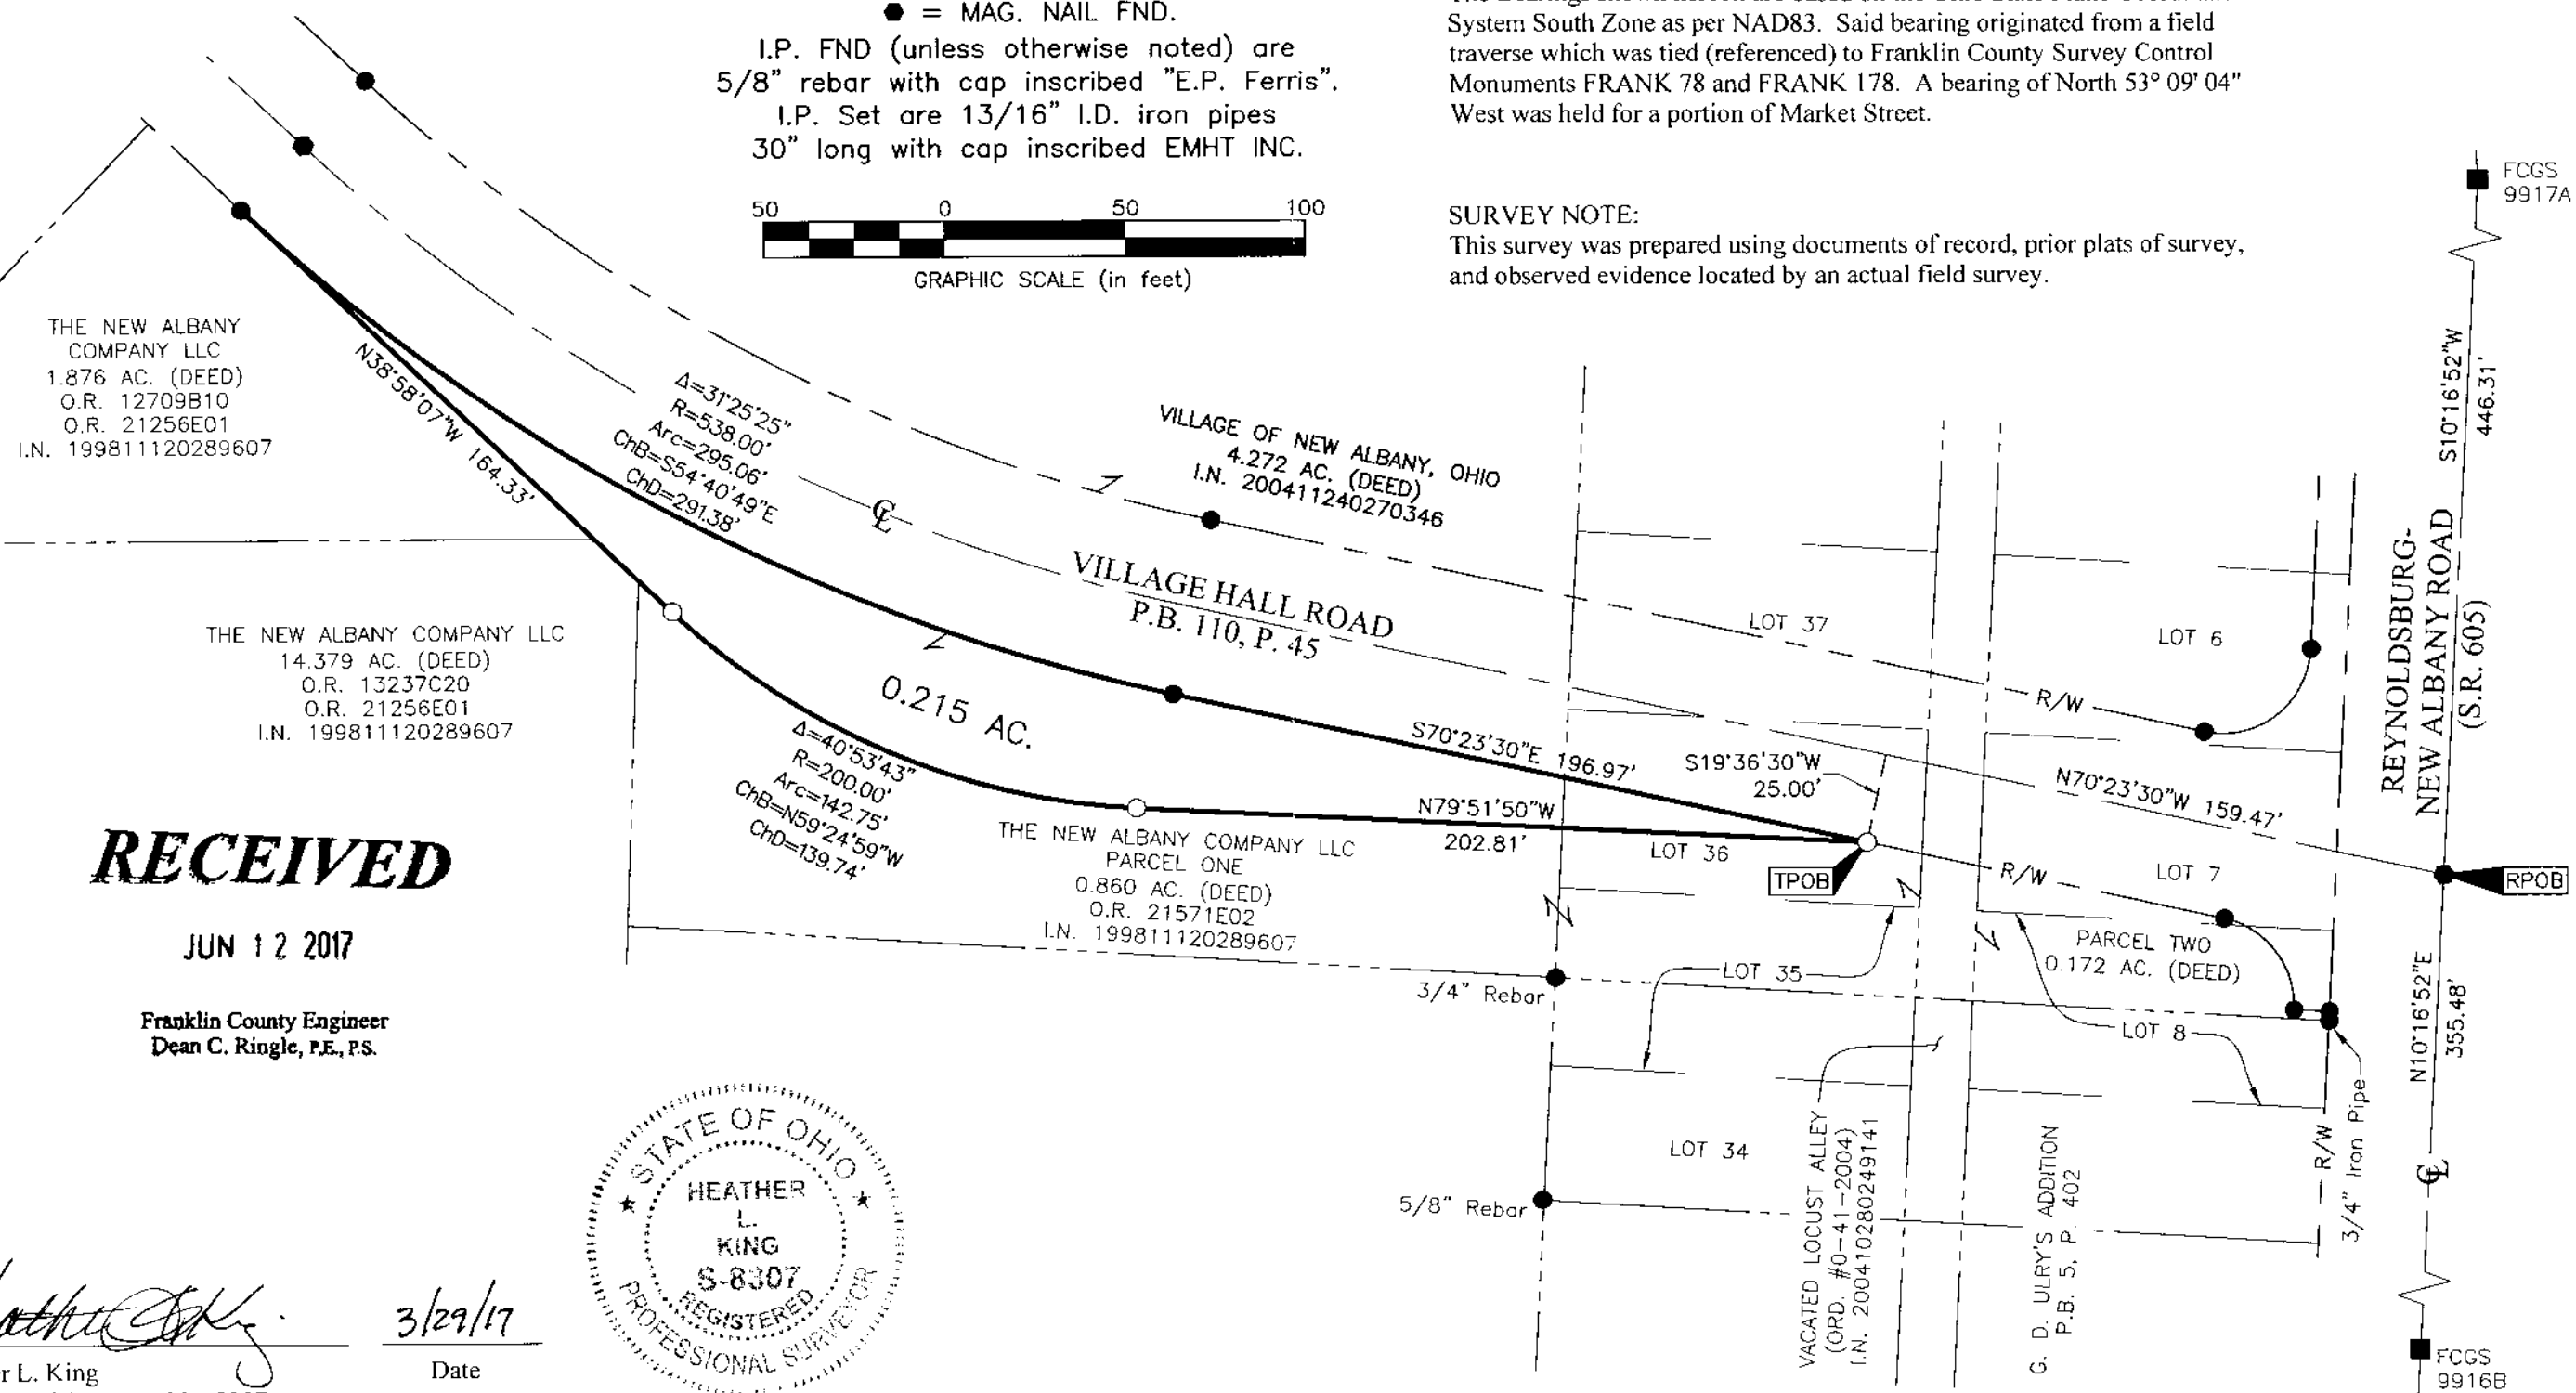 ● = MAG. NAIL FND.
I.P. FND (unless otherwise noted) are
5/8" rebar with cap inscribed "E.P. Ferris".
I.P. Set are 13/16" I.D. iron pipes
30" long with cap inscribed EMHT INC.
50 0 50 100
GRAPHIC SCALE (in feet)
System South Zone as per NAD83. Said bearing originated from a field
traverse which was tied (referenced) to Franklin County Survey Control
Monuments FRANK 78 and FRANK 178. A bearing of North 53° 09' 04"
West was held for a portion of Market Street.
SURVEY NOTE:
This survey was prepared using documents of record, prior plats of survey,
and observed evidence located by an actual field survey.
FCGS
9917A
S10°16'52"W
446.31'
THE NEW ALBANY
COMPANY LLC
1.876 AC. (DEED)
O.R. 12709B10
O.R. 21256E01
I.N. 199811120289607
N38°58'07"W 164.33'
Δ=31°25'25"
R=538.00'
Arc=295.06'
ChB=S54°40'49"E
ChD=291.38'
℄
VILLAGE OF NEW ALBANY, OHIO
4.272 AC. (DEED)
I.N. 200411240270346
VILLAGE HALL ROAD
P.B. 110, P. 45
LOT 37
LOT 6
R/W
REYNOLDSBURG-
NEW ALBANY ROAD
(S.R. 605)
THE NEW ALBANY COMPANY LLC
14.379 AC. (DEED)
O.R. 13237C20
O.R. 21256E01
I.N. 199811120289607
0.215 AC.
Δ=40°53'43"
R=200.00'
Arc=142.75'
ChB=N59°24'59"W
ChD=139.74'
S70°23'30"E 196.97'
S19°36'30"W
25.00'
N70°23'30"W 159.47'
N79°51'50"W
202.81'
THE NEW ALBANY COMPANY LLC
PARCEL ONE
0.860 AC. (DEED)
O.R. 21571E02
I.N. 199811120289607
LOT 36
TPOB
R/W
LOT 7
RPOB
PARCEL TWO
0.172 AC. (DEED)
LOT 35
3/4" Rebar
LOT 8
N10°16'52"E
355.48'
RECEIVED
JUN 12 2017
Franklin County Engineer
Dean C. Ringle, P.E., P.S.
LOT 34
5/8" Rebar
VACATED LOCUST ALLEY
(ORD. #0-41-2004)
I.N. 200410280249141
G. D. ULRY'S ADDITION
P.B. 5, P. 402
R/W
3/4" Iron Pipe
℄
FCGS
9916B
STATE OF OHIO
HEATHER
L.
KING
S-8307
REGISTERED
PROFESSIONAL SURVEYOR
3/29/17
r L. King
Date